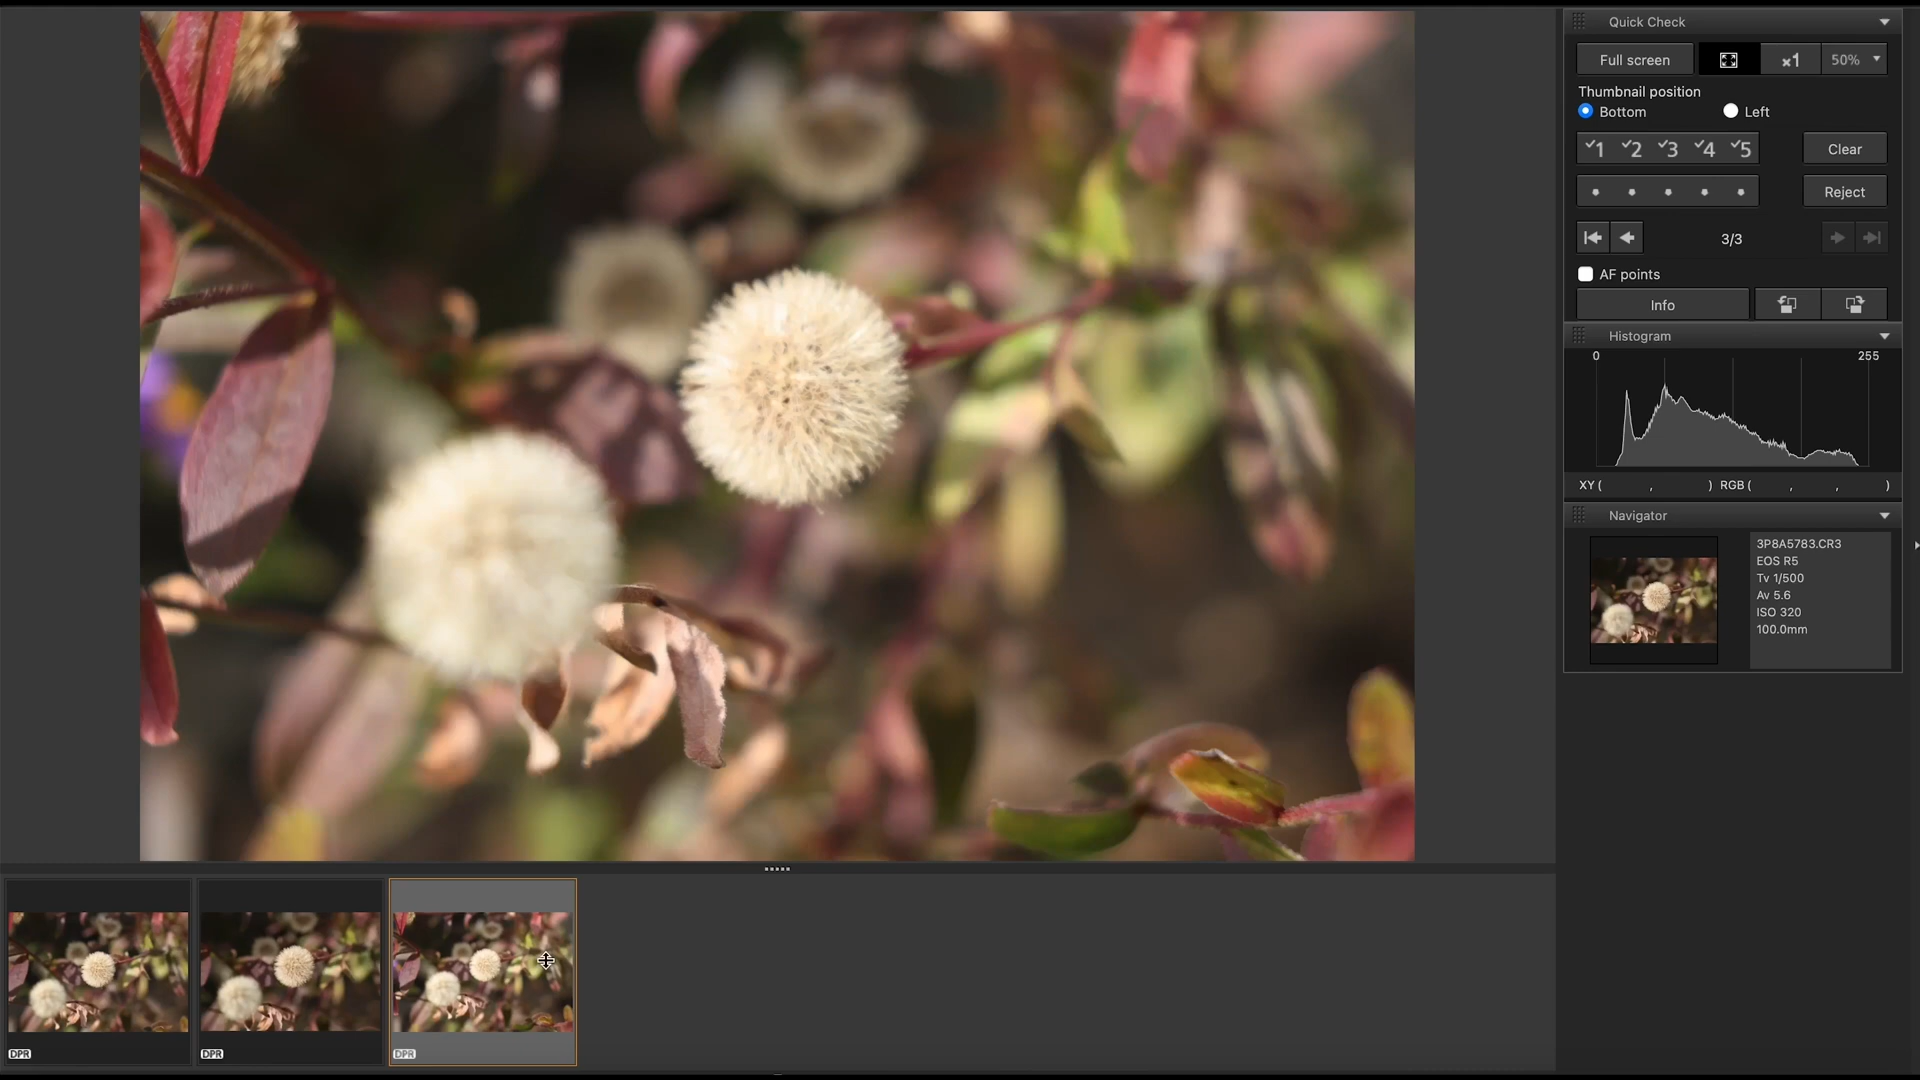 Quick Check
Full screen
x1
50%
Thumbnail position
Bottom
Left
1 2 3 4 5
Clear
Reject
3/3
AF points
Info
Histogram
0
255
XY ( , ) RGB ( , , )
Navigator
3P8A5783.CR3
EOS R5
Tv 1/500
Av 5.6
ISO 320
100.0mm
DPR
DPR
DPR